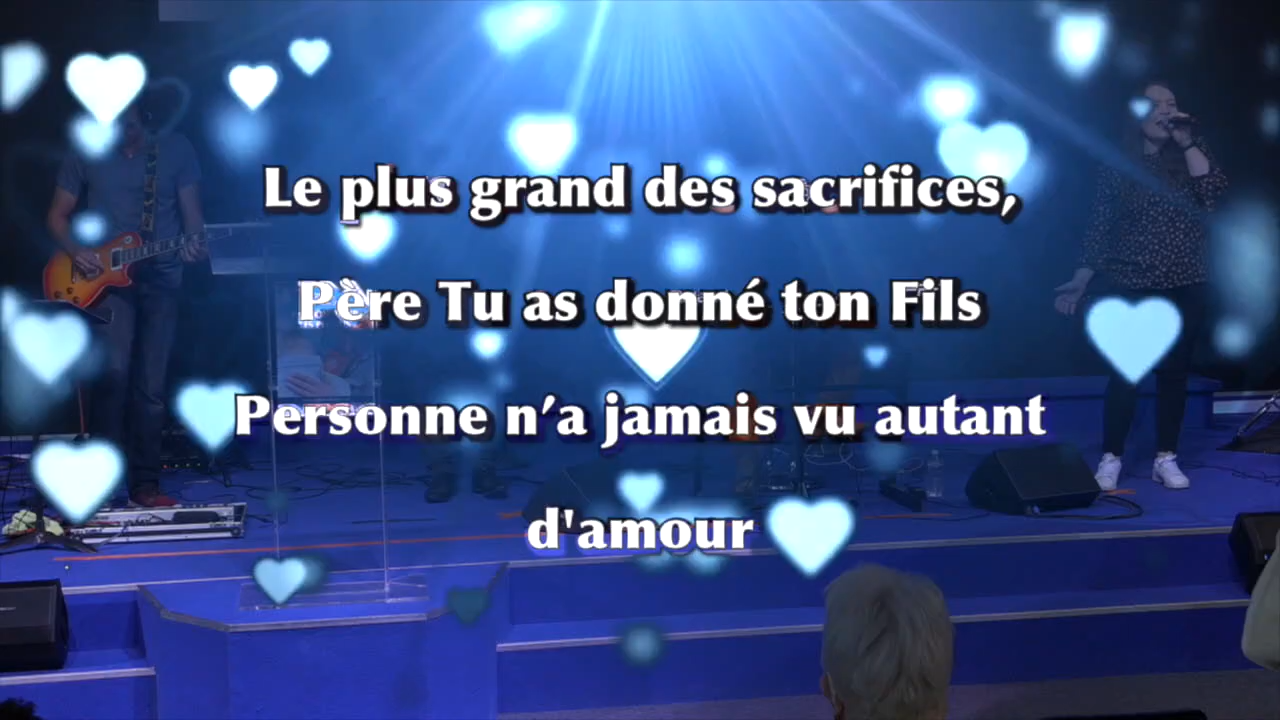 Le plus grand des sacrifices,
Père Tu as donné ton Fils
Personne n’a jamais vu autant
d'amour